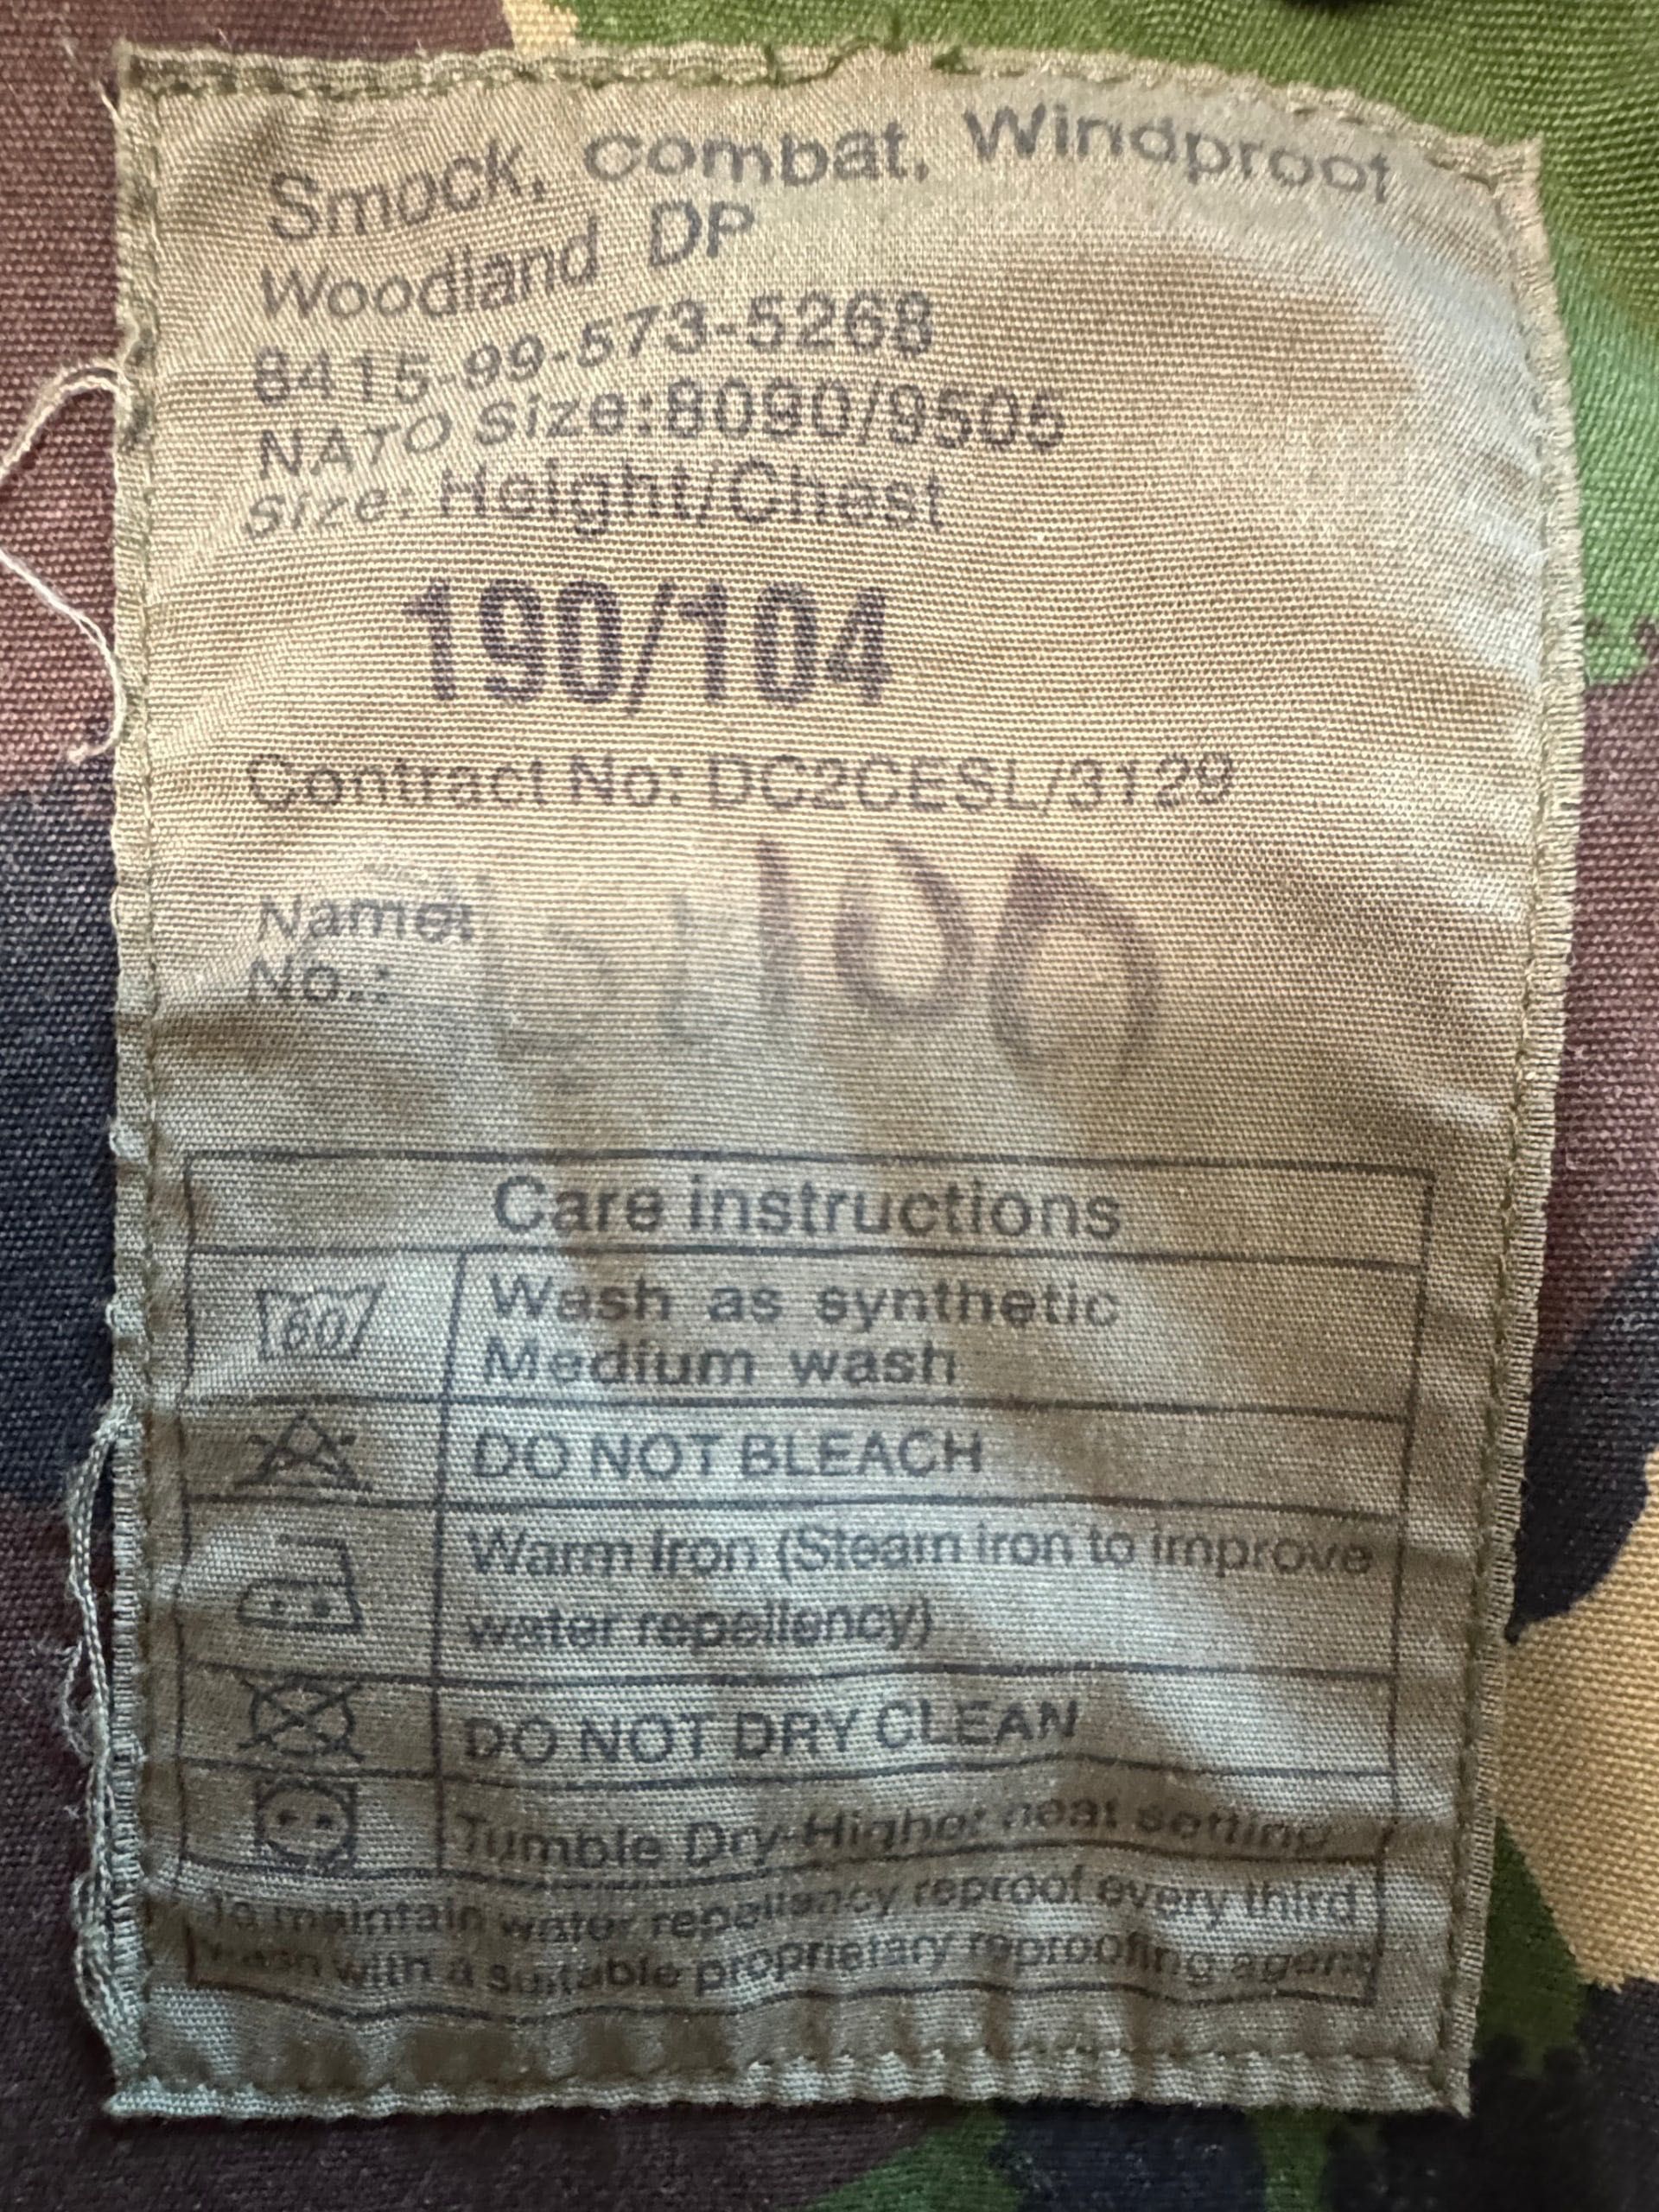 Smock, Combat, Windproof
Woodland DP
8415-99-573-5268
NATO Size:8090/9505
Size: Height/Chest
190/104
Contract No: DC2CESL/3129
Name:
No.:
Care instructions
60
Wash as synthetic
Medium wash
DO NOT BLEACH
Warm Iron (Steam iron to improve
water repellency)
DO NOT DRY CLEAN
Tumble Dry-Higher heat setting
To maintain water repellancy reproof every third
wash with a suitable proprietary reproofing agent